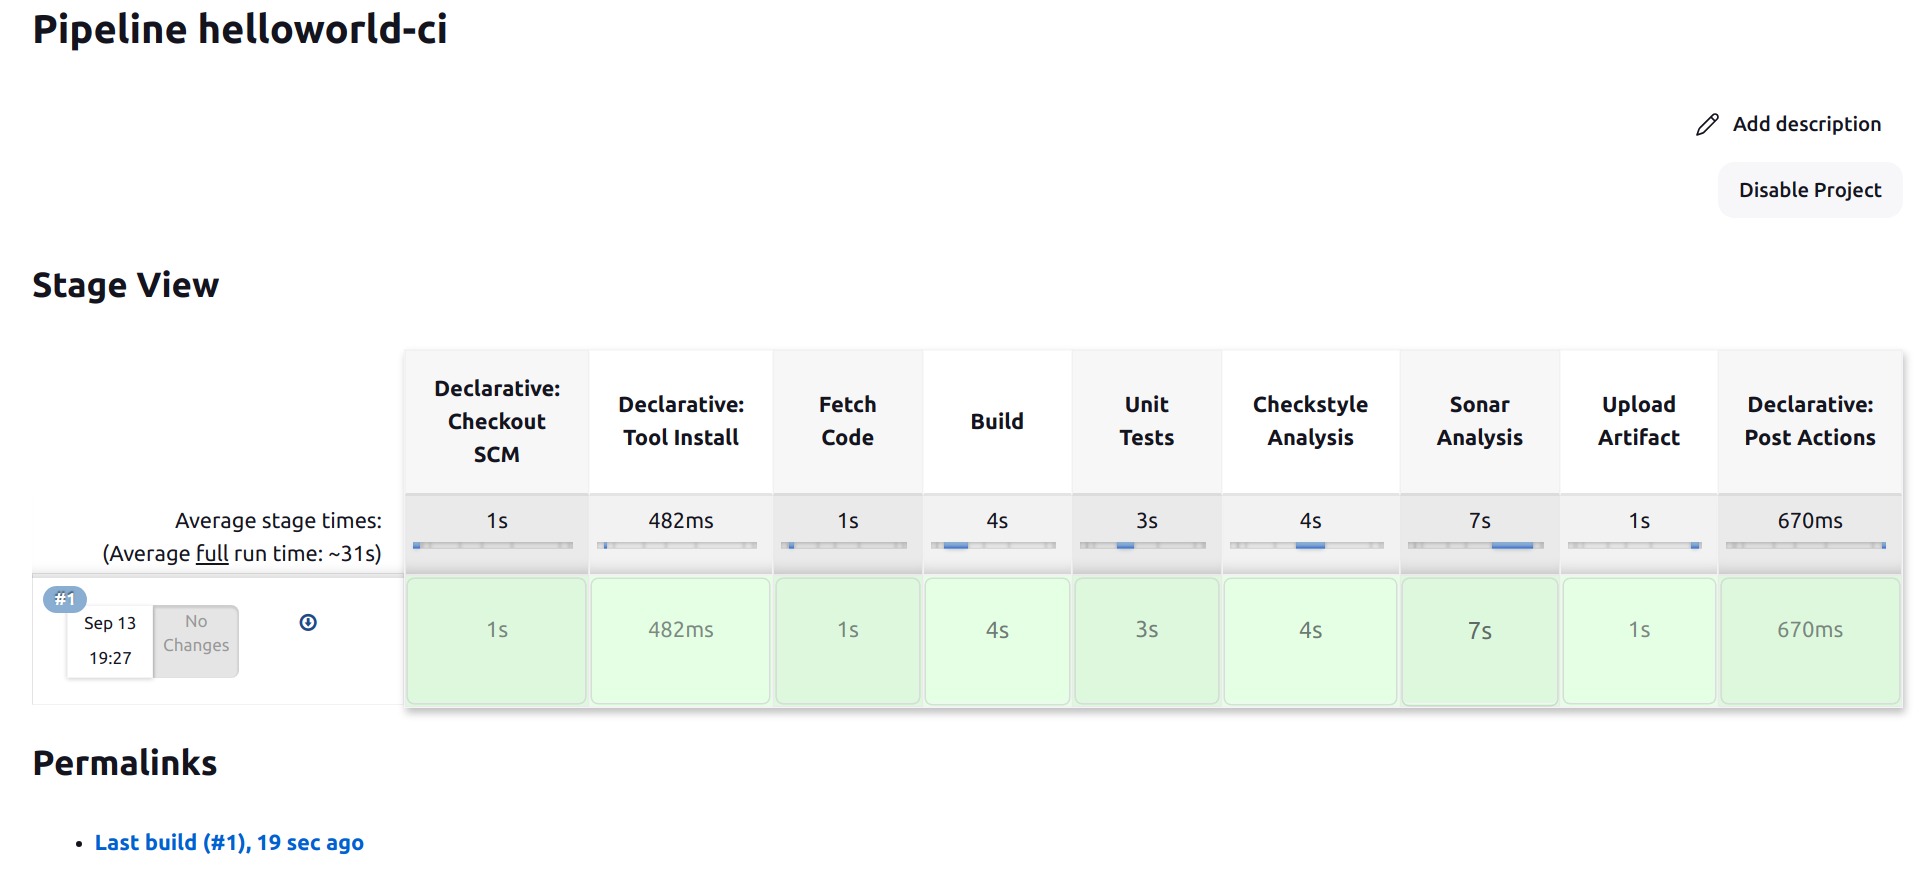 Pipeline helloworld-ci
Add description
Disable Project
Stage View
Declarative:
Checkout
SCM
Declarative:
Tool Install
Fetch
Code
Build
Unit
Tests
Checkstyle
Analysis
Sonar
Analysis
Upload
Artifact
Declarative:
Post Actions
Average stage times:
(Average full run time: ~31s)
1s
482ms
1s
4s
3s
4s
7s
1s
670ms
#1
Sep 13
19:27
No
Changes
1s
482ms
1s
4s
3s
4s
7s
1s
670ms
Permalinks
Last build (#1), 19 sec ago